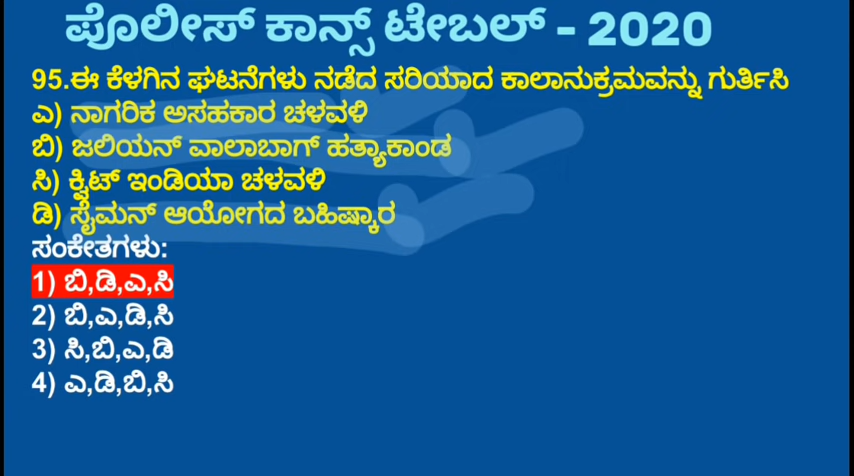 ಪೊಲೀಸ್ ಕಾನ್ಸ್ ಟೇಬಲ್ - 2020
95.ಈ ಕೆಳಗಿನ ಘಟನೆಗಳು ನಡೆದ ಸರಿಯಾದ ಕಾಲಾನುಕ್ರಮವನ್ನು ಗುರ್ತಿಸಿ
ಎ) ನಾಗರಿಕ ಅಸಹಕಾರ ಚಳವಳಿ
ಬಿ) ಜಲಿಯನ್ ವಾಲಾಬಾಗ್ ಹತ್ಯಾಕಾಂಡ
ಸಿ) ಕ್ವಿಟ್ ಇಂಡಿಯಾ ಚಳವಳಿ
ಡಿ) ಸೈಮನ್ ಆಯೋಗದ ಬಹಿಷ್ಕಾರ
ಸಂಕೇತಗಳು:
1) ಬಿ,ಡಿ,ಎ,ಸಿ
2) ಬಿ,ಎ,ಡಿ,ಸಿ
3) ಸಿ,ಬಿ,ಎ,ಡಿ
4) ಎ,ಡಿ,ಬಿ,ಸಿ